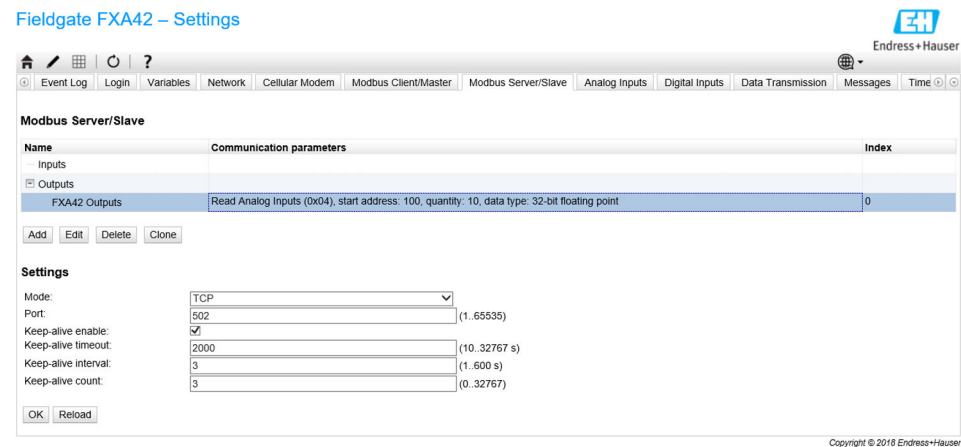 Fieldgate FXA42 – Settings
EH
Endress+Hauser
?
Event Log Login Variables Network Cellular Modem Modbus Client/Master Modbus Server/Slave Analog Inputs Digital Inputs Data Transmission Messages Time
Modbus Server/Slave
Name Communication parameters Index
Inputs
Outputs
FXA42 Outputs Read Analog Inputs (0x04), start address: 100, quantity: 10, data type: 32-bit floating point 0
Add Edit Delete Clone
Settings
Mode: TCP
Port: 502 (1..65535)
Keep-alive enable:
Keep-alive timeout: 2000 (10..32767 s)
Keep-alive interval: 3 (1..600 s)
Keep-alive count: 3 (0..32767)
OK Reload
Copyright © 2018 Endress+Hauser